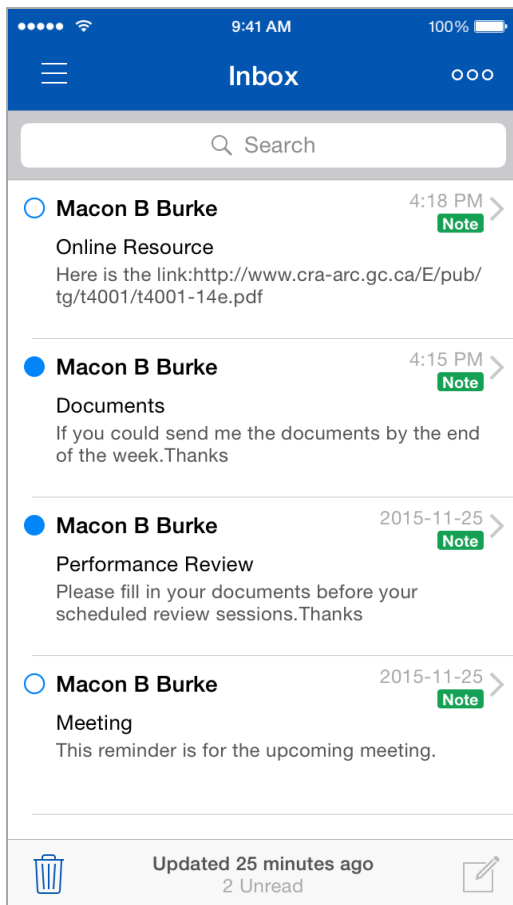 9:41 AM 100%
Inbox
Search
Macon B Burke 4:18 PM
Note
Online Resource
Here is the link:http://www.cra-arc.gc.ca/E/pub/
tg/t4001/t4001-14e.pdf
Macon B Burke 4:15 PM
Note
Documents
If you could send me the documents by the end
of the week.Thanks
Macon B Burke 2015-11-25
Note
Performance Review
Please fill in your documents before your
scheduled review sessions.Thanks
Macon B Burke 2015-11-25
Note
Meeting
This reminder is for the upcoming meeting.
Updated 25 minutes ago
2 Unread